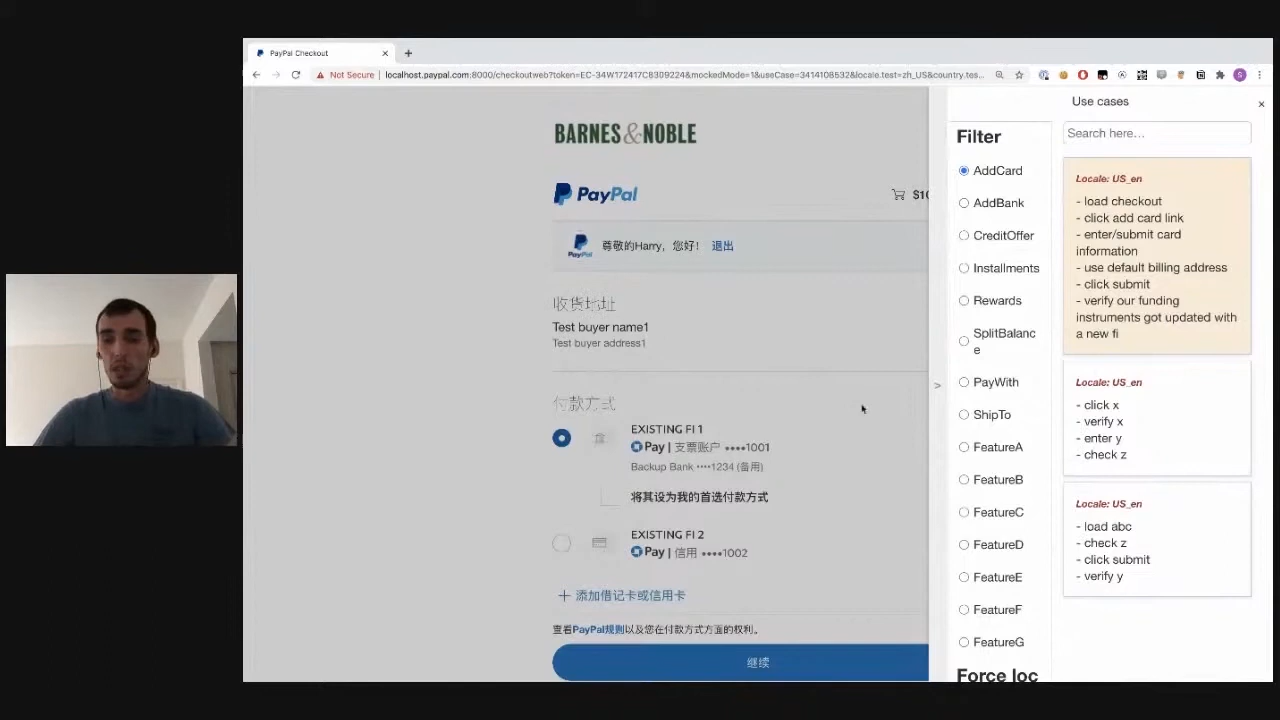 PayPal Checkout
Not Secure
localhost.paypal.com:8000/checkoutweb?token=EC-34W172417CB309224&mockedMode=1&useCase=3414108532&locale.test=zh_US&country.tes...
BARNES&NOBLE
PayPal
$10
尊敬的Harry，您好！ 退出
收货地址
Test buyer name1
Test buyer address1
付款方式
EXISTING FI 1
Pay | 支票账户 ••••1001
Backup Bank ••••1234 (备用)
将其设为我的首选付款方式
EXISTING FI 2
Pay | 信用 ••••1002
+ 添加借记卡或信用卡
查看PayPal规则以及您在付款方式方面的权利。
继续
Filter
AddCard
AddBank
CreditOffer
Installments
Rewards
SplitBalanc
e
PayWith
ShipTo
FeatureA
FeatureB
FeatureC
FeatureD
FeatureE
FeatureF
FeatureG
Force loc
Use cases
Search here...
Locale: US_en
- load checkout
- click add card link
- enter/submit card
information
- use default billing address
- click submit
- verify our funding
instruments got updated with
a new fi
Locale: US_en
- click x
- verify x
- enter y
- check z
Locale: US_en
- load abc
- check z
- click submit
- verify y